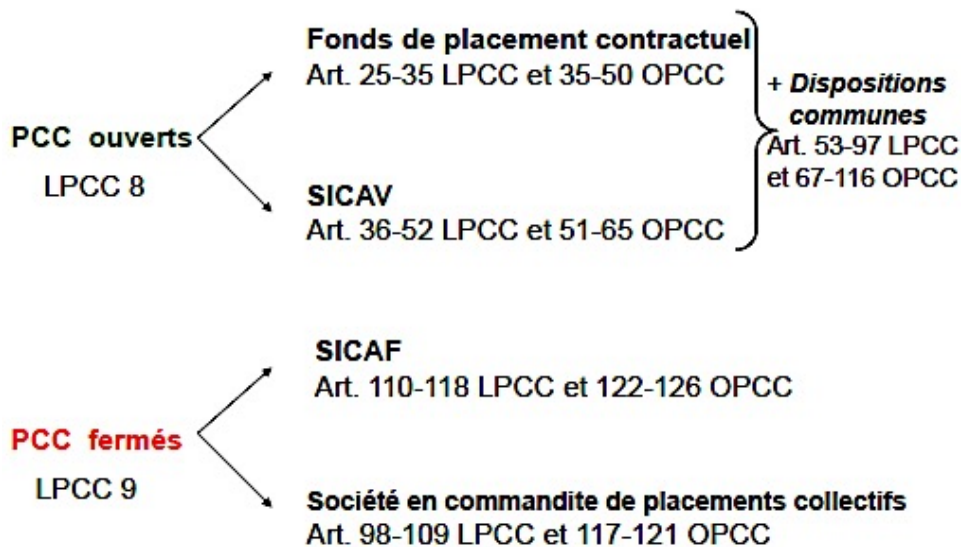 Fonds de placement contractuel
Art. 25-35 LPCC et 35-50 OPCC
+ Dispositions
communes
Art. 53-97 LPCC
et 67-116 OPCC
PCC ouverts
LPCC 8
SICAV
Art. 36-52 LPCC et 51-65 OPCC
SICAF
Art. 110-118 LPCC et 122-126 OPCC
PCC fermés
LPCC 9
Société en commandite de placements collectifs
Art. 98-109 LPCC et 117-121 OPCC